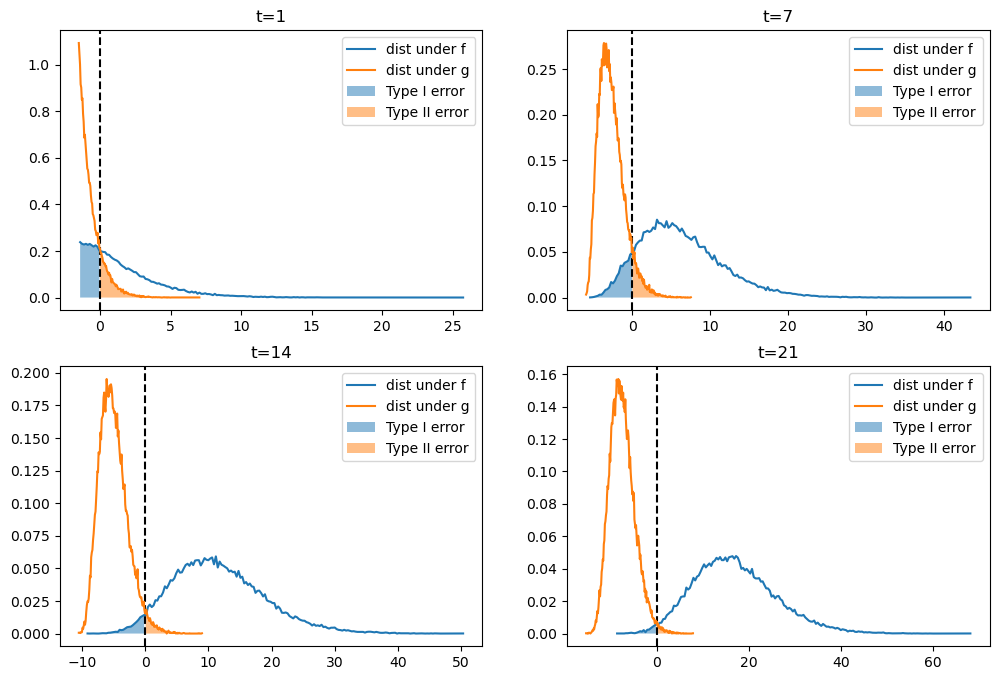 t=1
1.0
0.8
0.6
0.4
0.2
0.0
0
5
10
15
20
25
dist under f
dist under g
Type I error
Type II error
t=7
0.25
0.20
0.15
0.10
0.05
0.00
0
10
20
30
40
dist under f
dist under g
Type I error
Type II error
t=14
0.200
0.175
0.150
0.125
0.100
0.075
0.050
0.025
0.000
−10
0
10
20
30
40
50
dist under f
dist under g
Type I error
Type II error
t=21
0.16
0.14
0.12
0.10
0.08
0.06
0.04
0.02
0.00
0
20
40
60
dist under f
dist under g
Type I error
Type II error